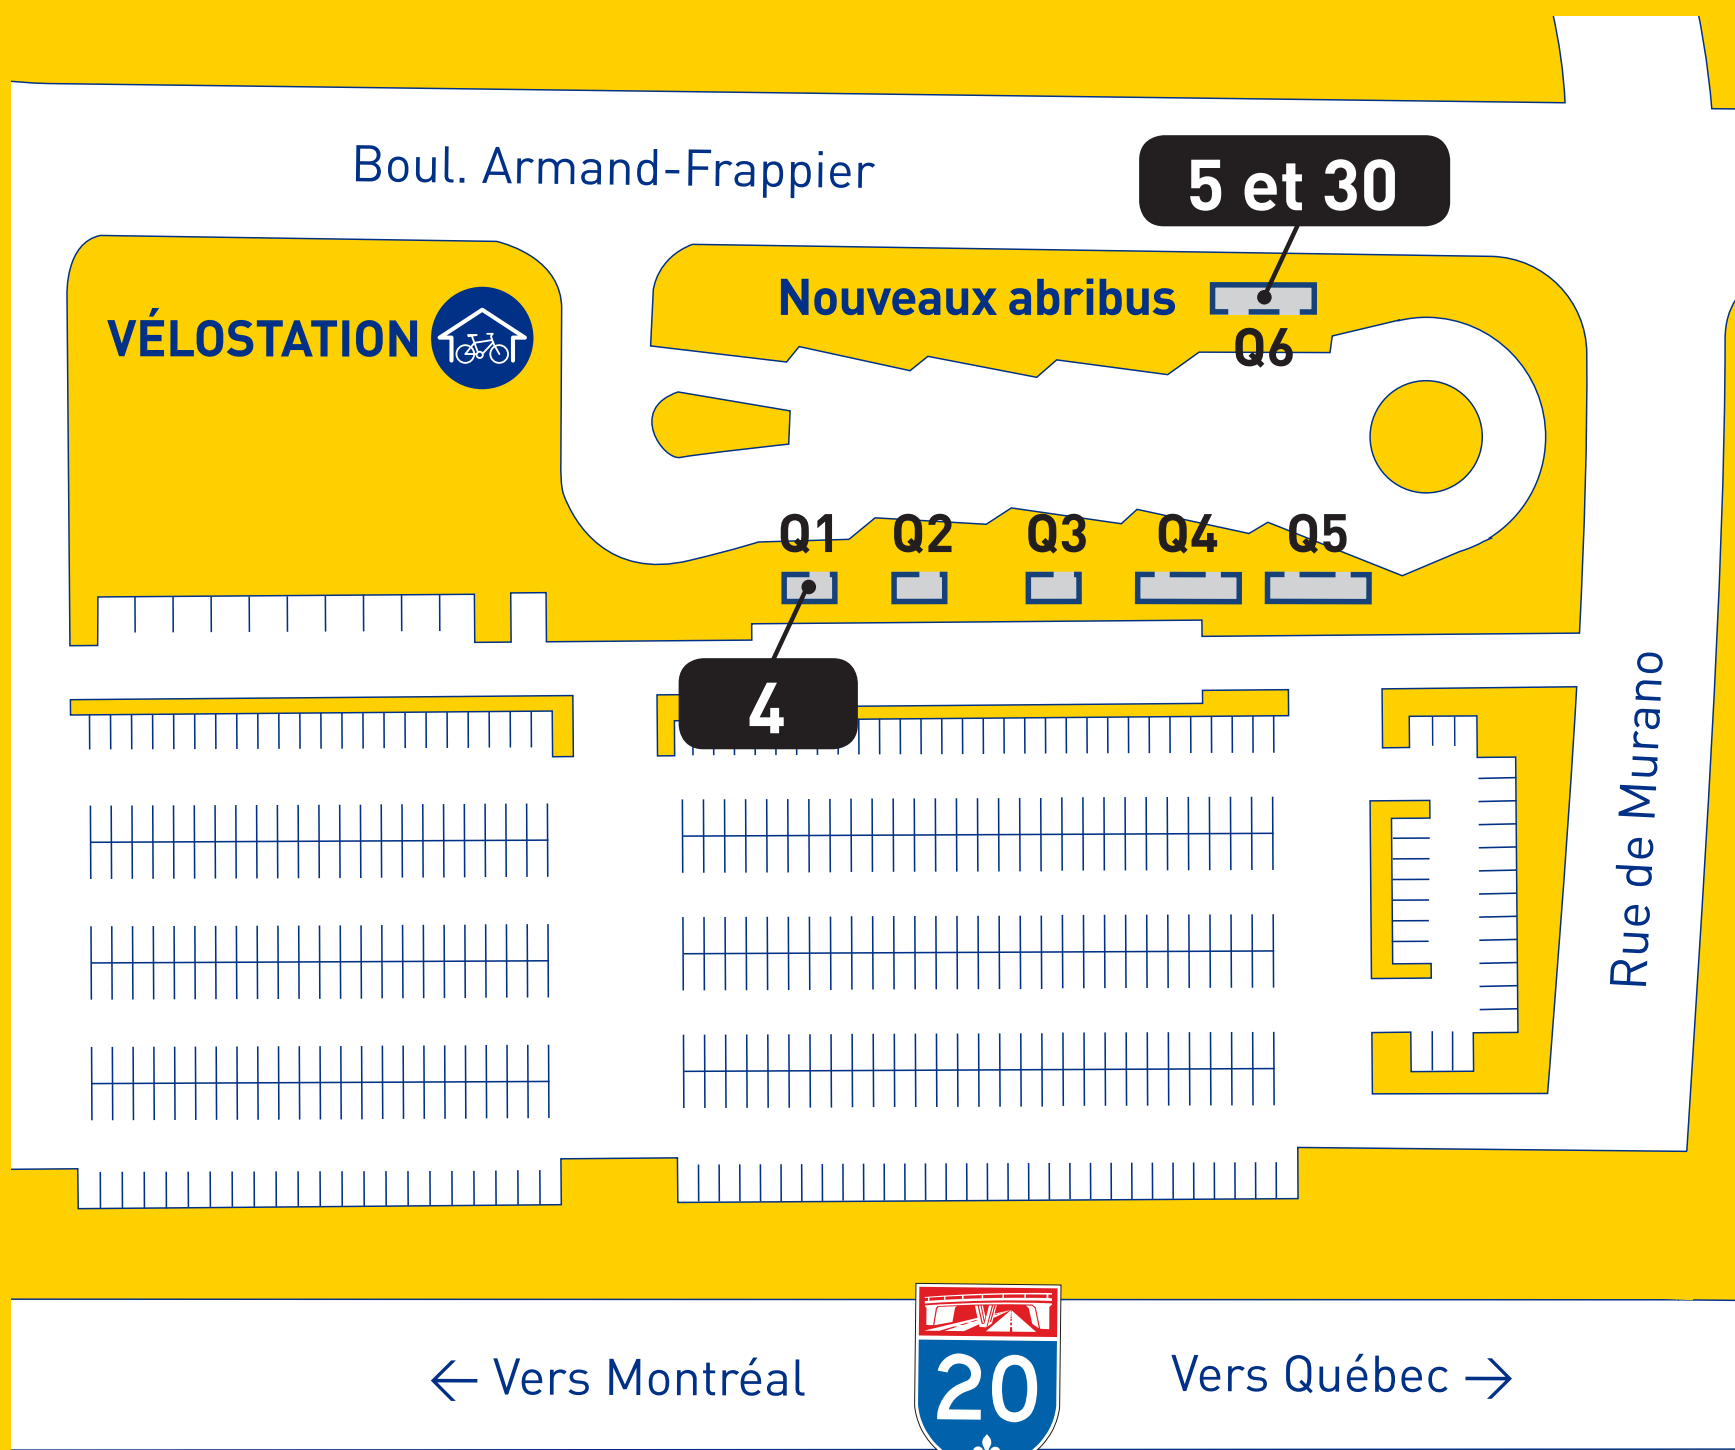 Boul. Armand-Frappier
5 et 30
Nouveaux abribus
VÉLOSTATION
Q6
Q1 Q2 Q3 Q4 Q5
4
Rue de Murano
20
← Vers Montréal
Vers Québec →